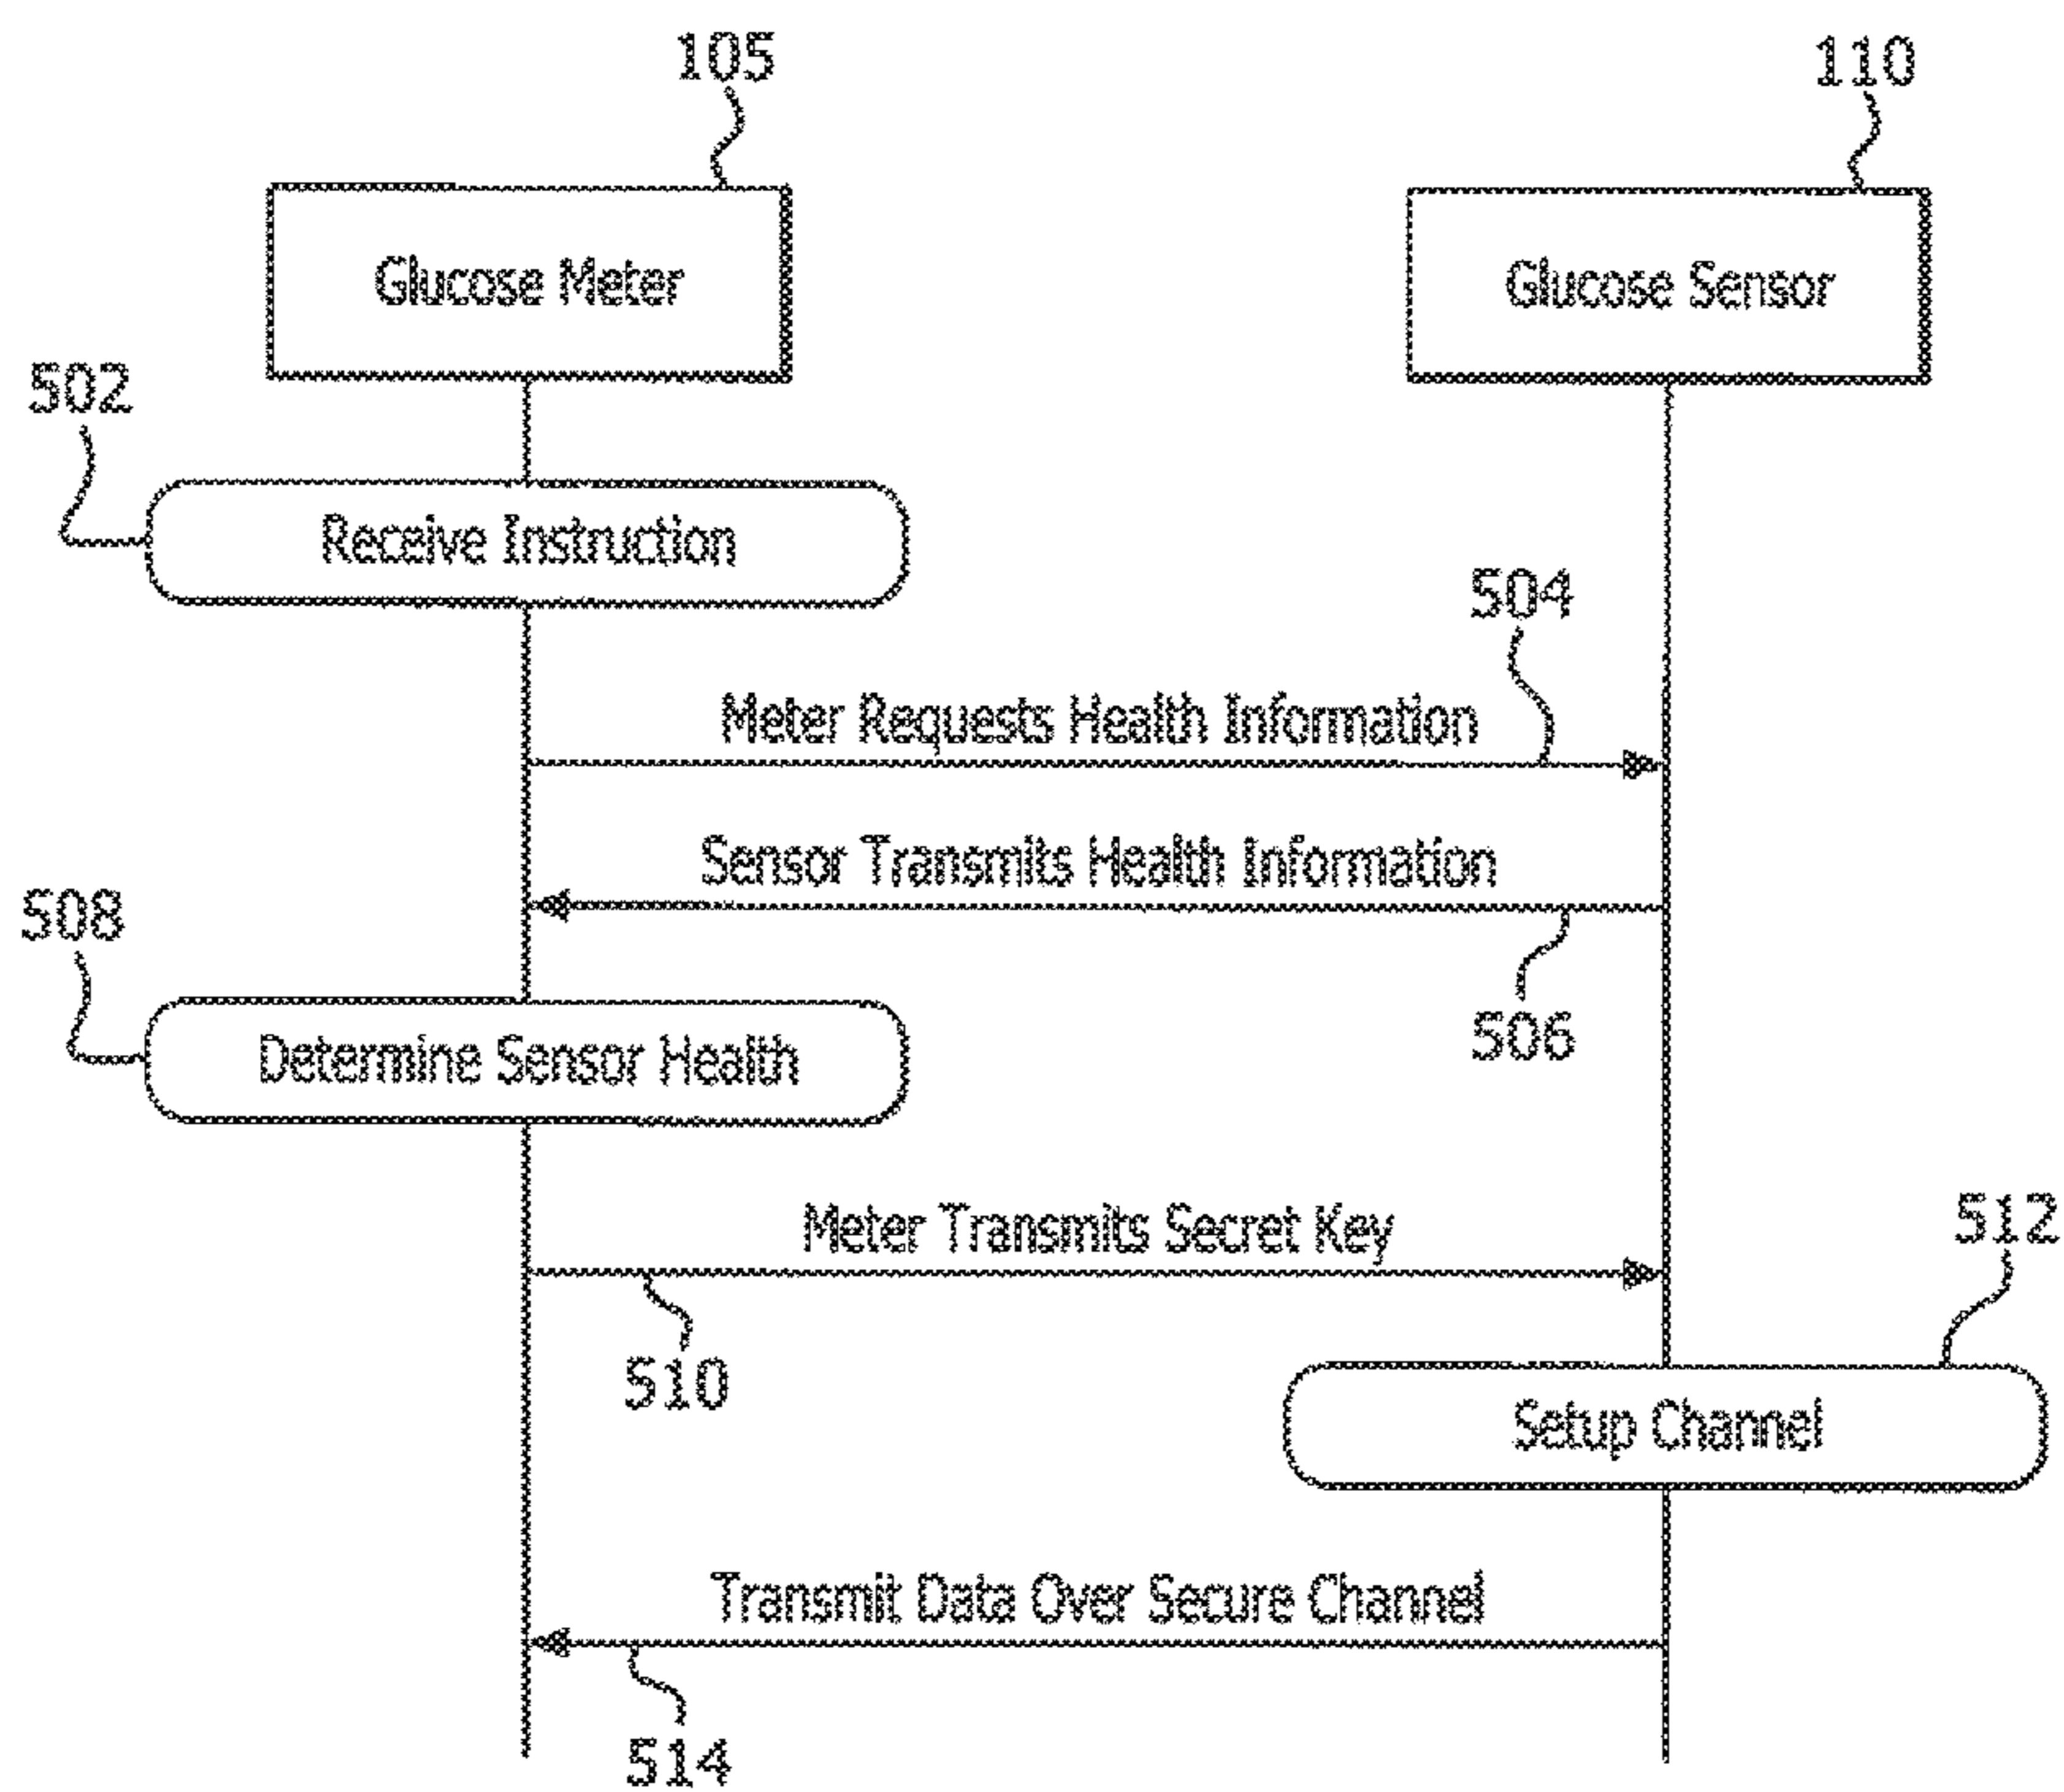 105
110
Glucose Meter
Glucose Sensor
502
Receive Instruction
504
Meter Requests Health Information
Sensor Transmits Health Information
508
506
Determine Sensor Health
Meter Transmits Secret Key
512
510
Setup Channel
Transmit Data Over Secure Channel
514